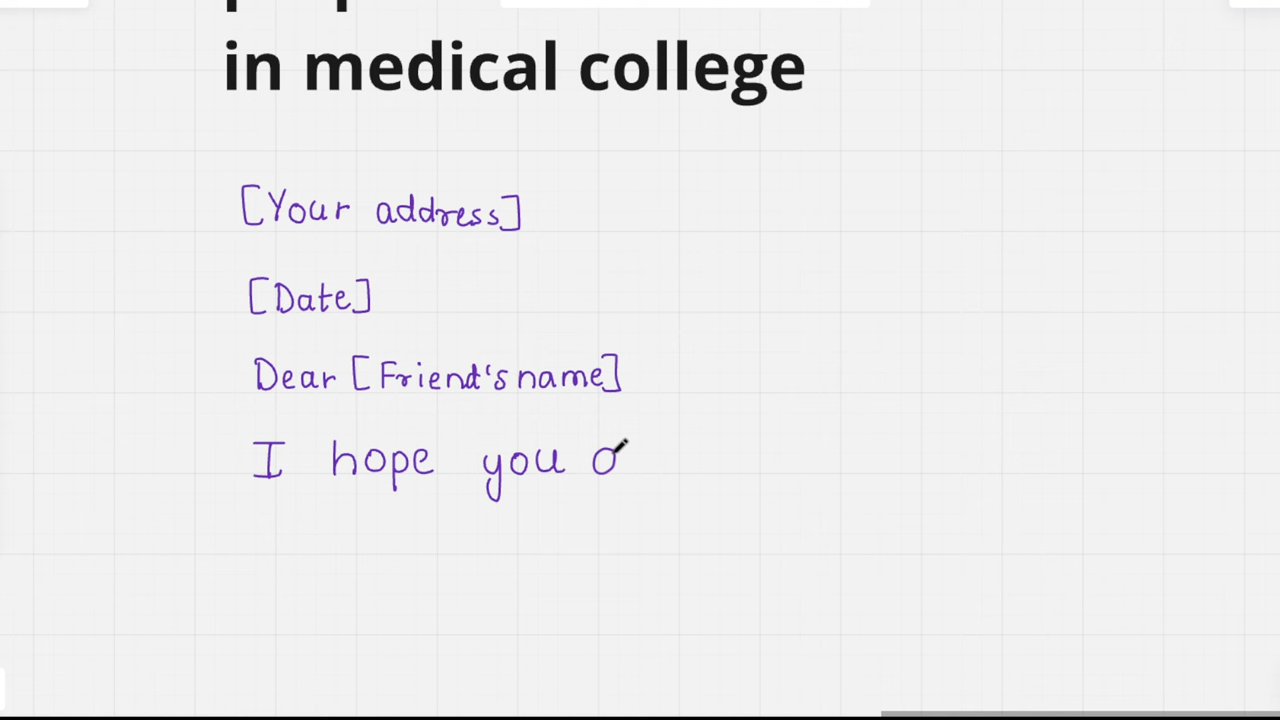 in medical college
[Your address]
[Date]
Dear [Friend's name]
I hope you